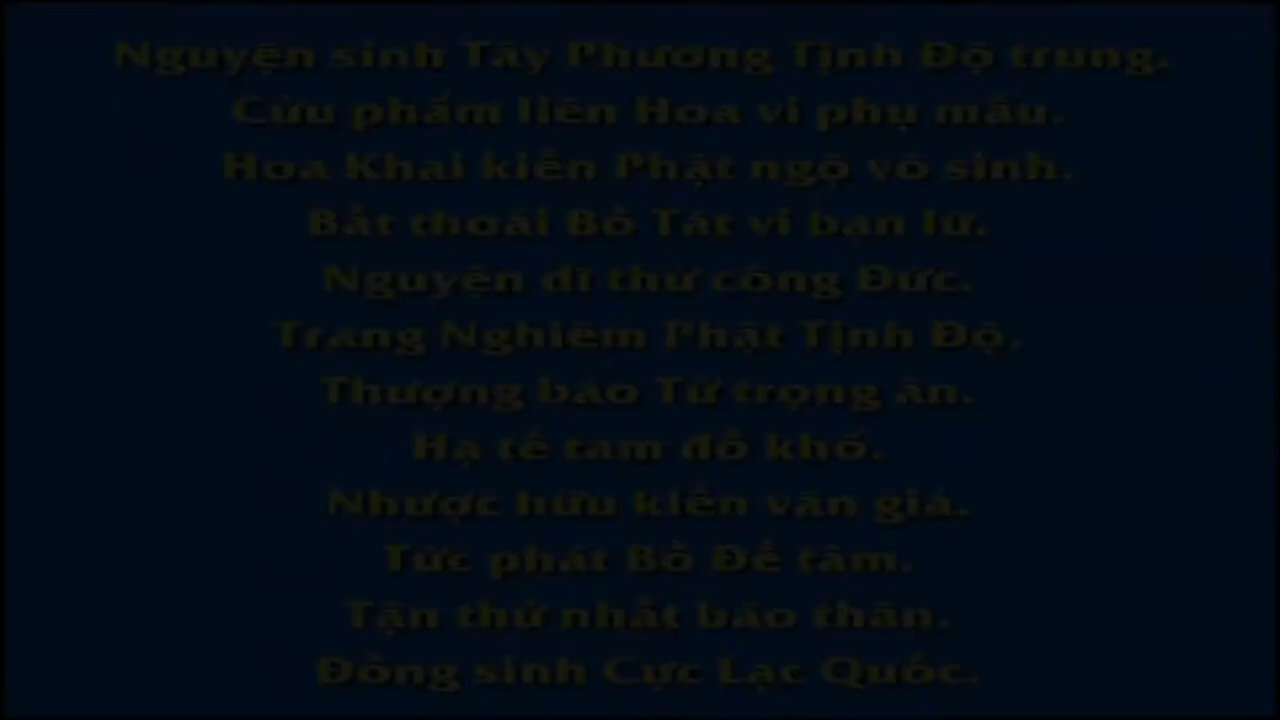 Nguyện sinh Tây Phương Tịnh Độ trung.
Cửu phẩm liên Hoa vi phụ mẫu.
Hoa Khai kiến Phật ngộ vô sinh.
Bất thoái Bồ Tát vi bạn lữ.
Nguyện dĩ thử công Đức.
Trang Nghiêm Phật Tịnh Độ.
Thượng báo Tứ trọng ân.
Hạ tế tam đồ khổ.
Nhược hữu kiến văn giả.
Tức phát Bồ Đề tâm.
Tận thử nhất báo thân.
Đồng sinh Cực Lạc Quốc.